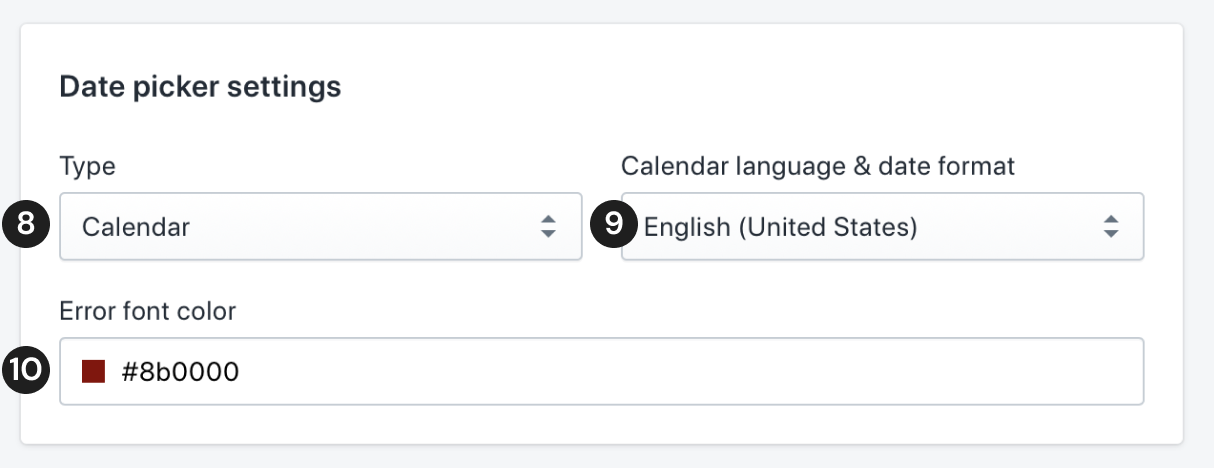 Date picker settings
Type
Calendar language & date format
8 Calendar
9 English (United States)
Error font color
10 #8b0000